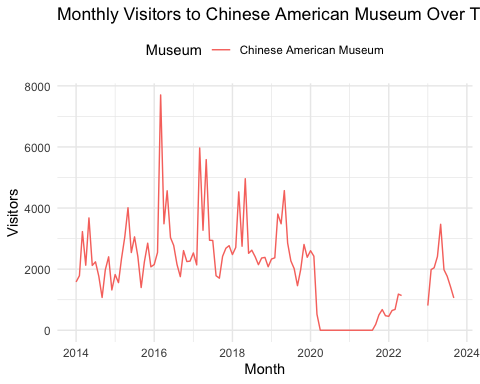 Monthly Visitors to Chinese American Museum Over T
Museum
Chinese American Museum
8000
6000
4000
2000
0
Visitors
2014
2016
2018
2020
2022
2024
Month